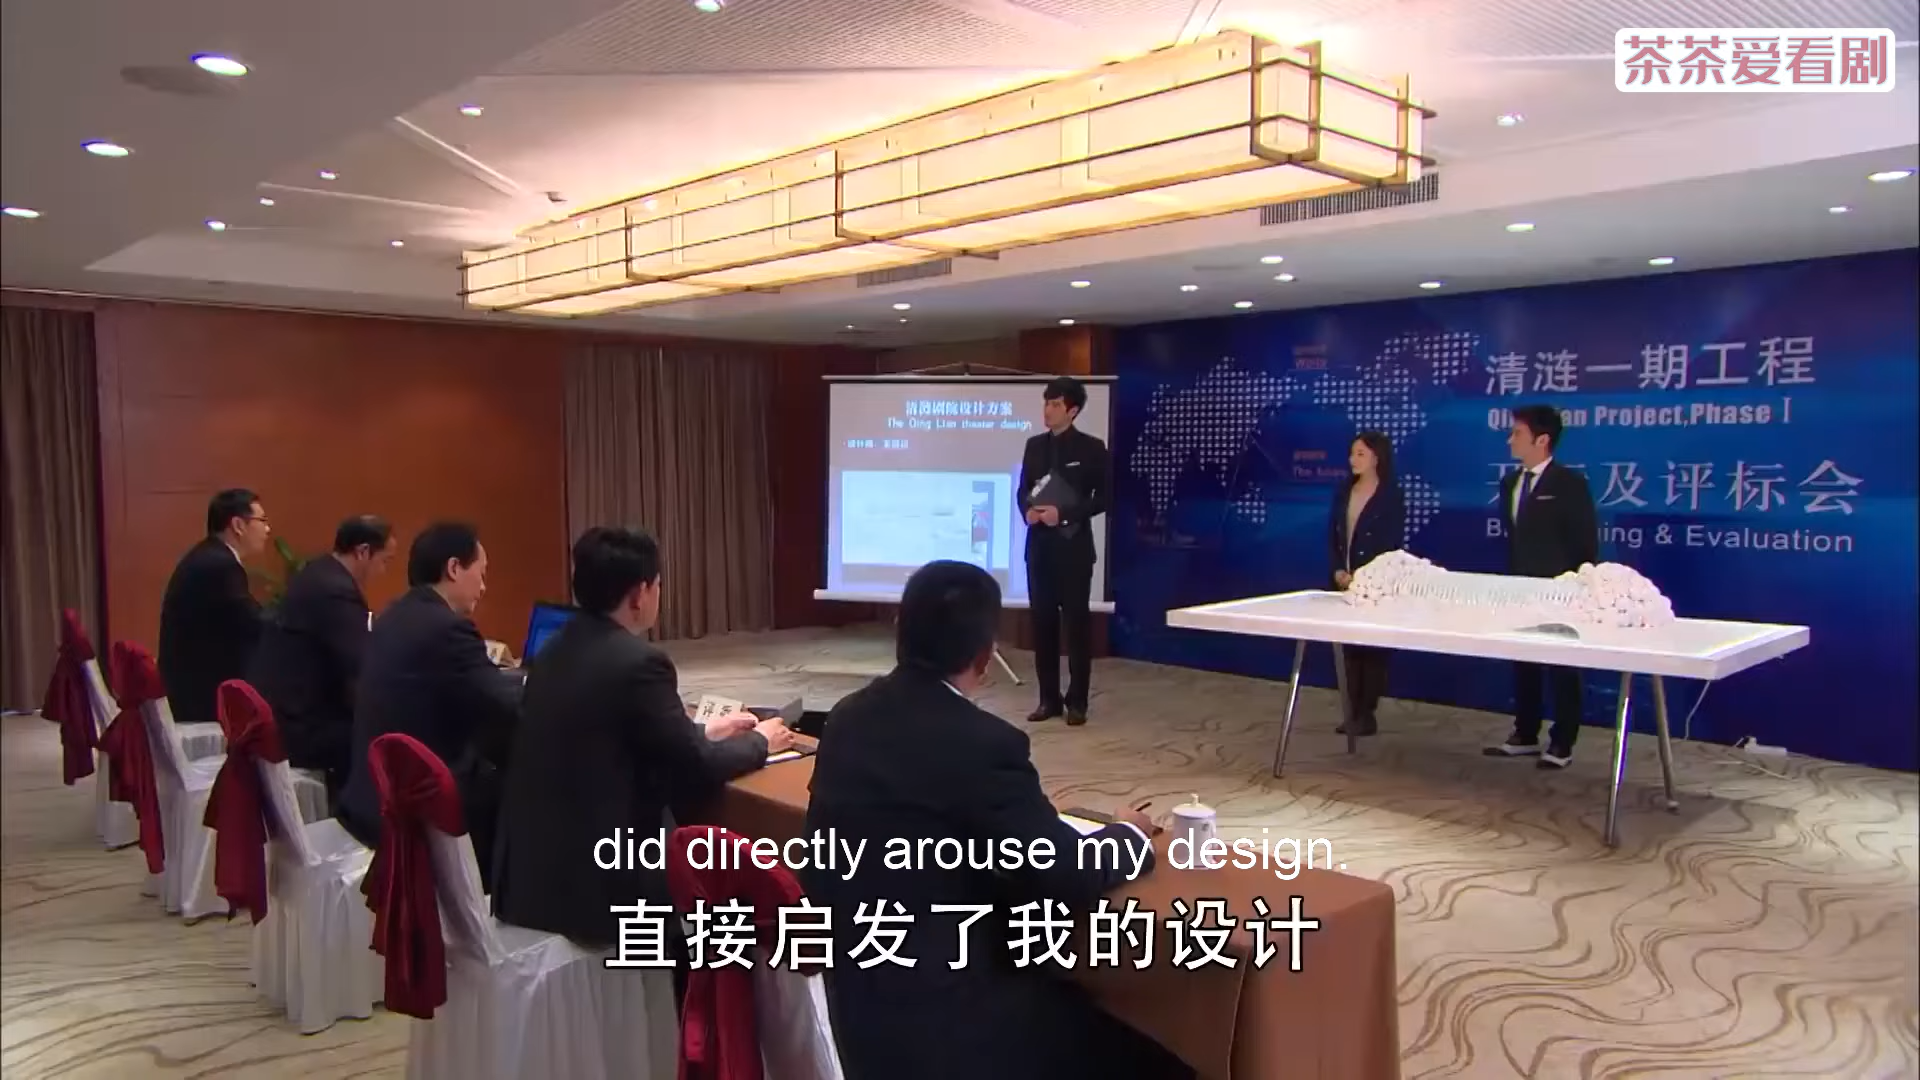 茶茶爱看剧
清涟一期工程
Project,Phase I
及评标会
& Evaluation
清涟剧院设计方案
The Qing Lian theater design
did directly arouse my design.
直接启发了我的设计